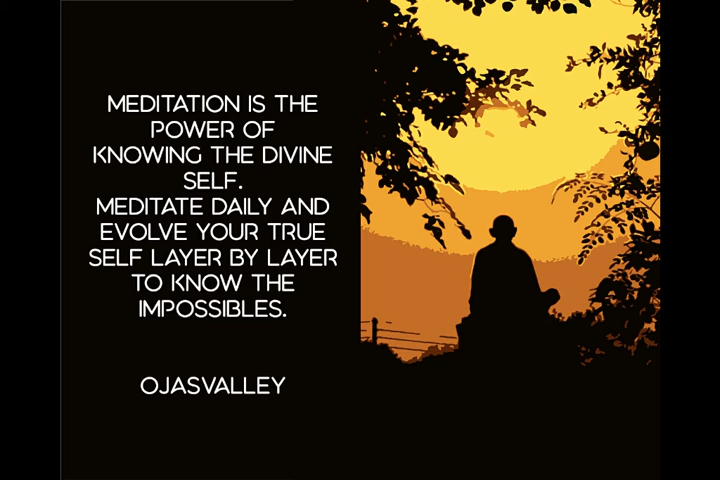 MEDITATION IS THE
POWER OF
KNOWING THE DIVINE
SELF.
MEDITATE DAILY AND
EVOLVE YOUR TRUE
SELF LAYER BY LAYER
TO KNOW THE
IMPOSSIBLES.
OJASVALLEY